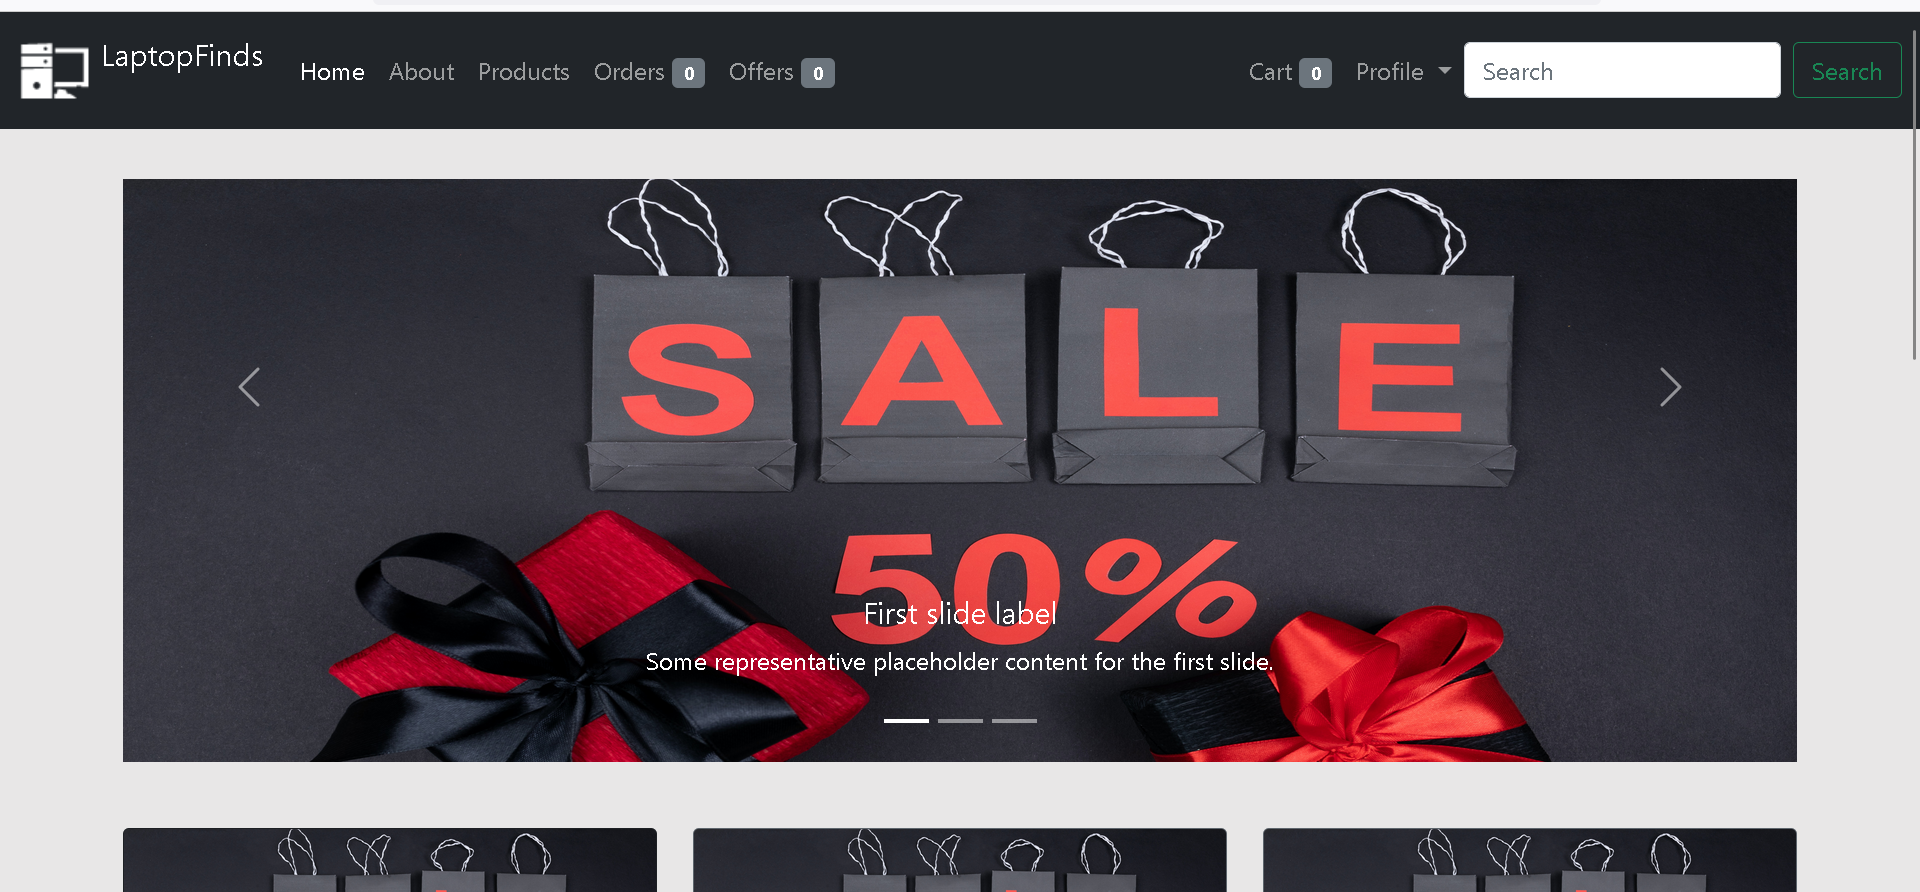 LaptopFinds
Home About Products Orders 0 Offers 0 Cart 0 Profile Search Search
SALE
50%
First slide label
Some representative placeholder content for the first slide.